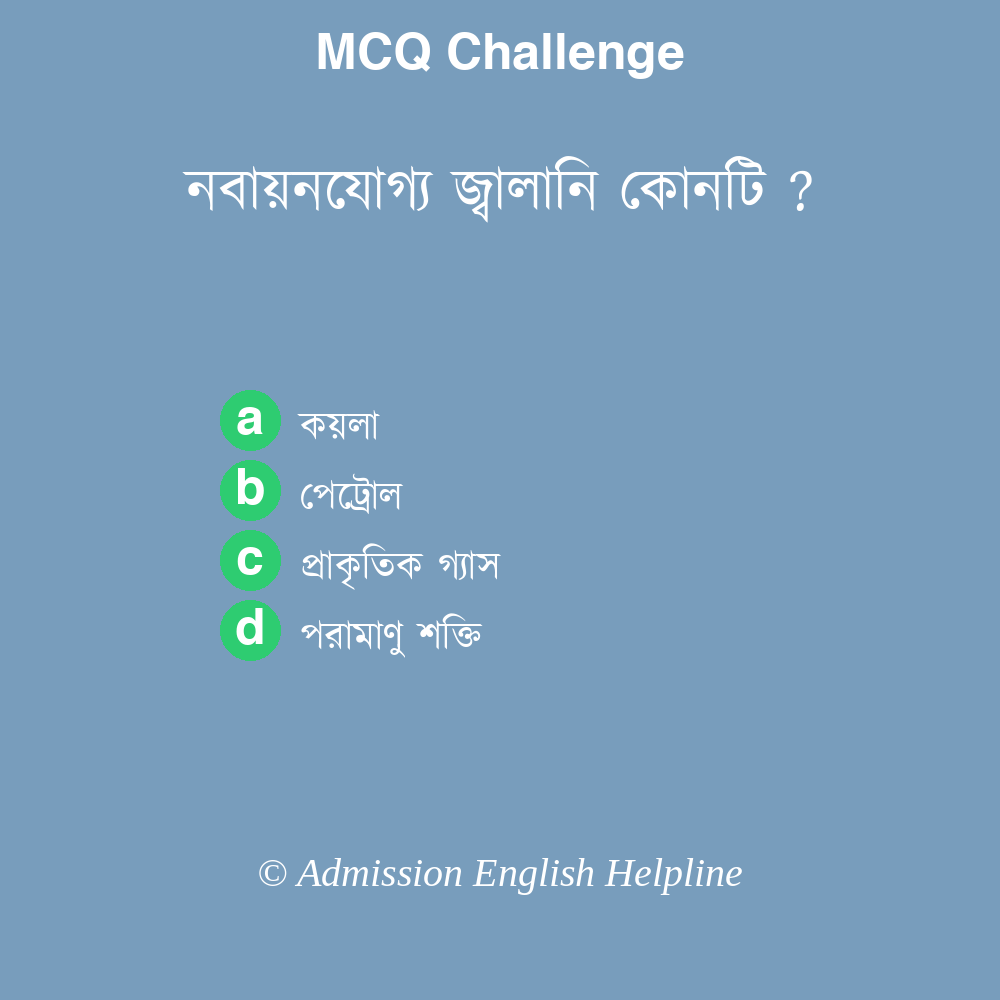 MCQ Challenge
নবায়নযোগ্য জ্বালানি কোনটি ?
a কয়লা
b পেট্রোল
c প্রাকৃতিক গ্যাস
d পরামাণু শক্তি
© Admission English Helpline